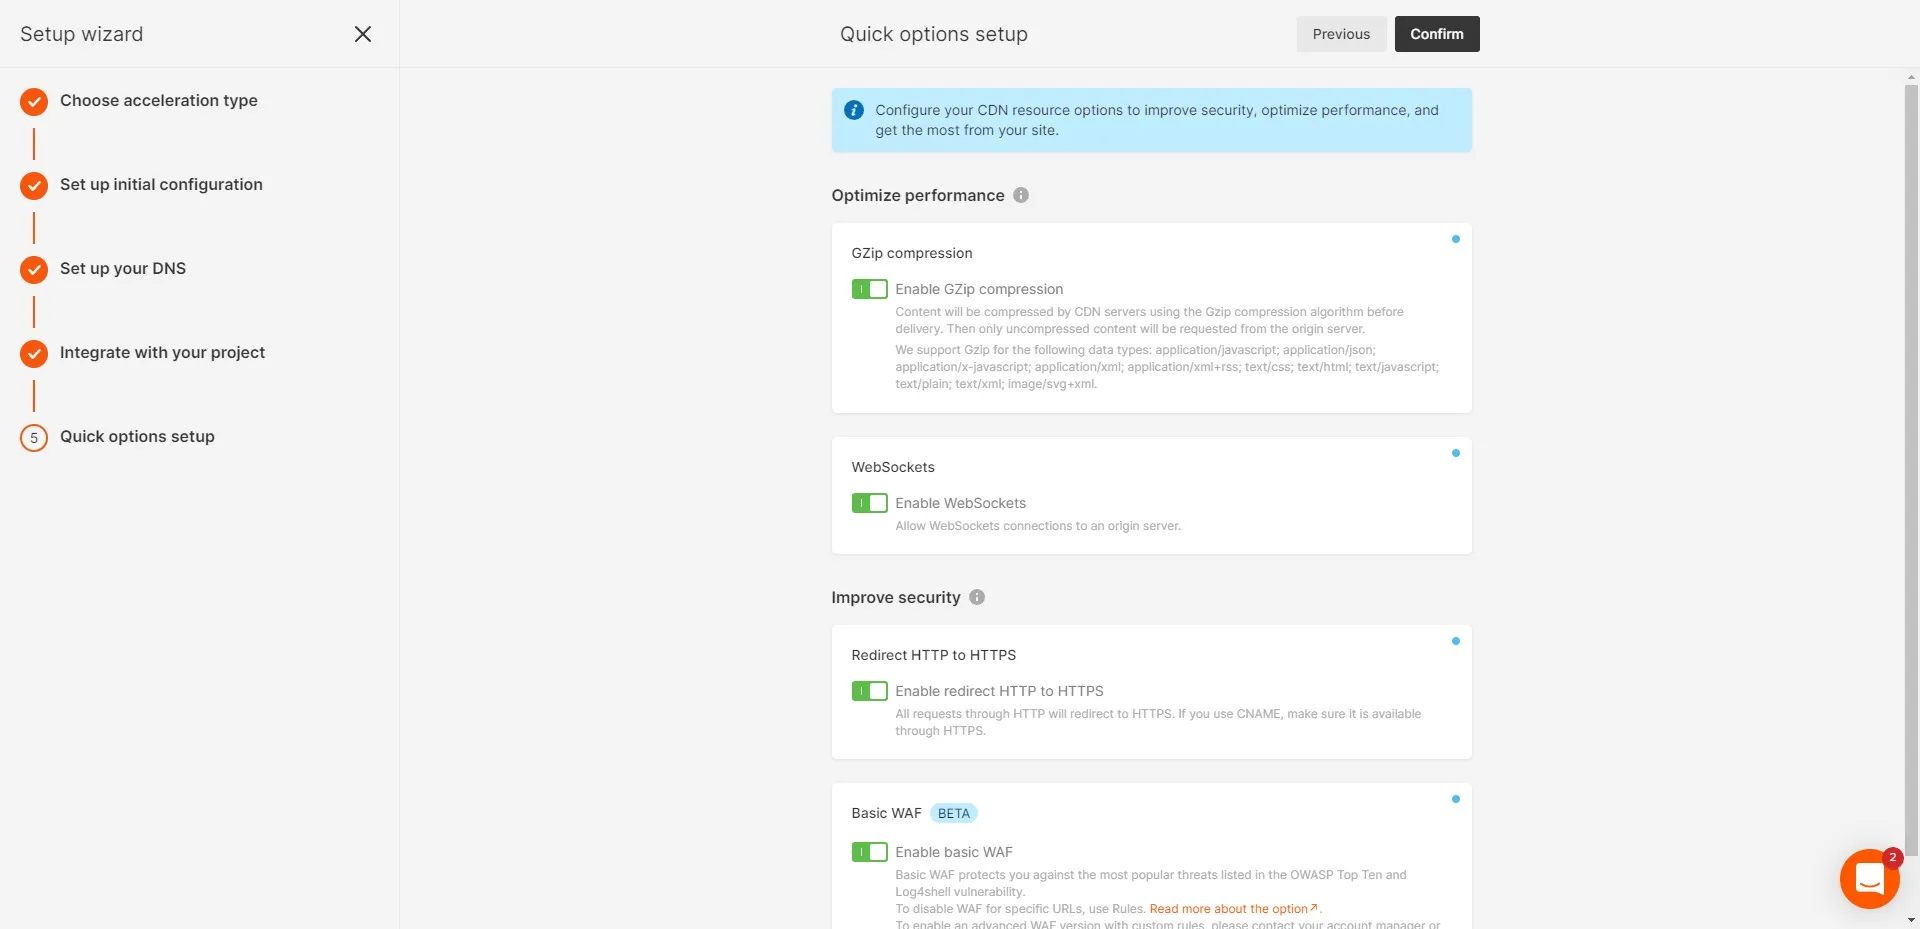 Setup wizard
Choose acceleration type
Set up initial configuration
Set up your DNS
Integrate with your project
5 Quick options setup
Quick options setup
Previous
Confirm
Configure your CDN resource options to improve security, optimize performance, and
get the most from your site.
Optimize performance
GZip compression
Enable GZip compression
Content will be compressed by CDN servers using the Gzip compression algorithm before
delivery. Then only uncompressed content will be requested from the origin server.
We support Gzip for the following data types: application/javascript; application/json;
application/x-javascript; application/xml; application/xml+rss; text/css; text/html; text/javascript;
text/plain; text/xml; image/svg+xml.
WebSockets
Enable WebSockets
Allow WebSockets connections to an origin server.
Improve security
Redirect HTTP to HTTPS
Enable redirect HTTP to HTTPS
All requests through HTTP will redirect to HTTPS. If you use CNAME, make sure it is available
through HTTPS.
Basic WAF BETA
Enable basic WAF
Basic WAF protects you against the most popular threats listed in the OWASP Top Ten and
Log4shell vulnerability.
To disable WAF for specific URLs, use Rules. Read more about the option↗.
To enable an advanced WAF version with custom rules, please contact your account manager or
2